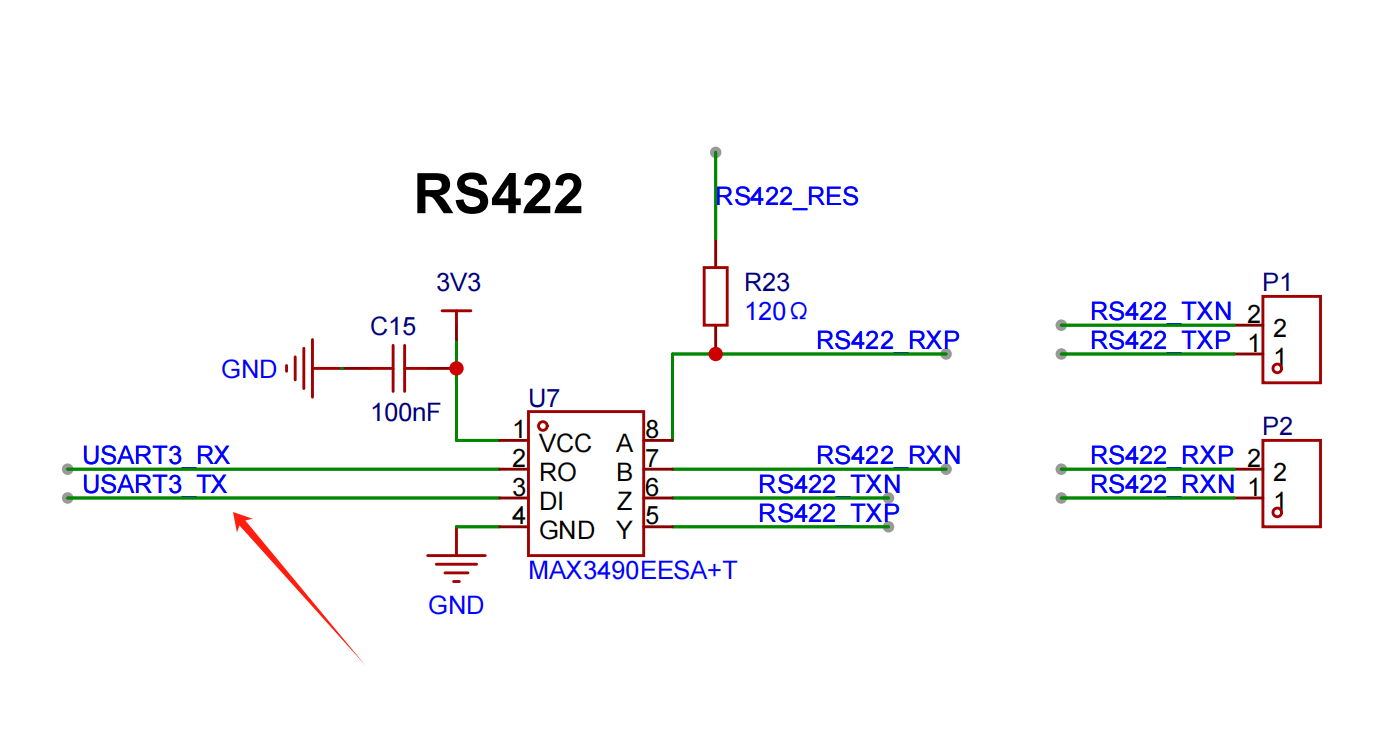 RS422
RS422_RES
3V3
C15
GND
100nF
R23
120Ω
RS422_RXP
U7
1
VCC
A
8
2
RO
B
7
3
DI
Z
6
4
GND
Y
5
MAX3490EESA+T
USART3_RX
USART3_TX
GND
RS422_RXN
RS422_TXN
RS422_TXP
P1
RS422_TXN
2
2
RS422_TXP
1
1
P2
RS422_RXP
2
2
RS422_RXN
1
1